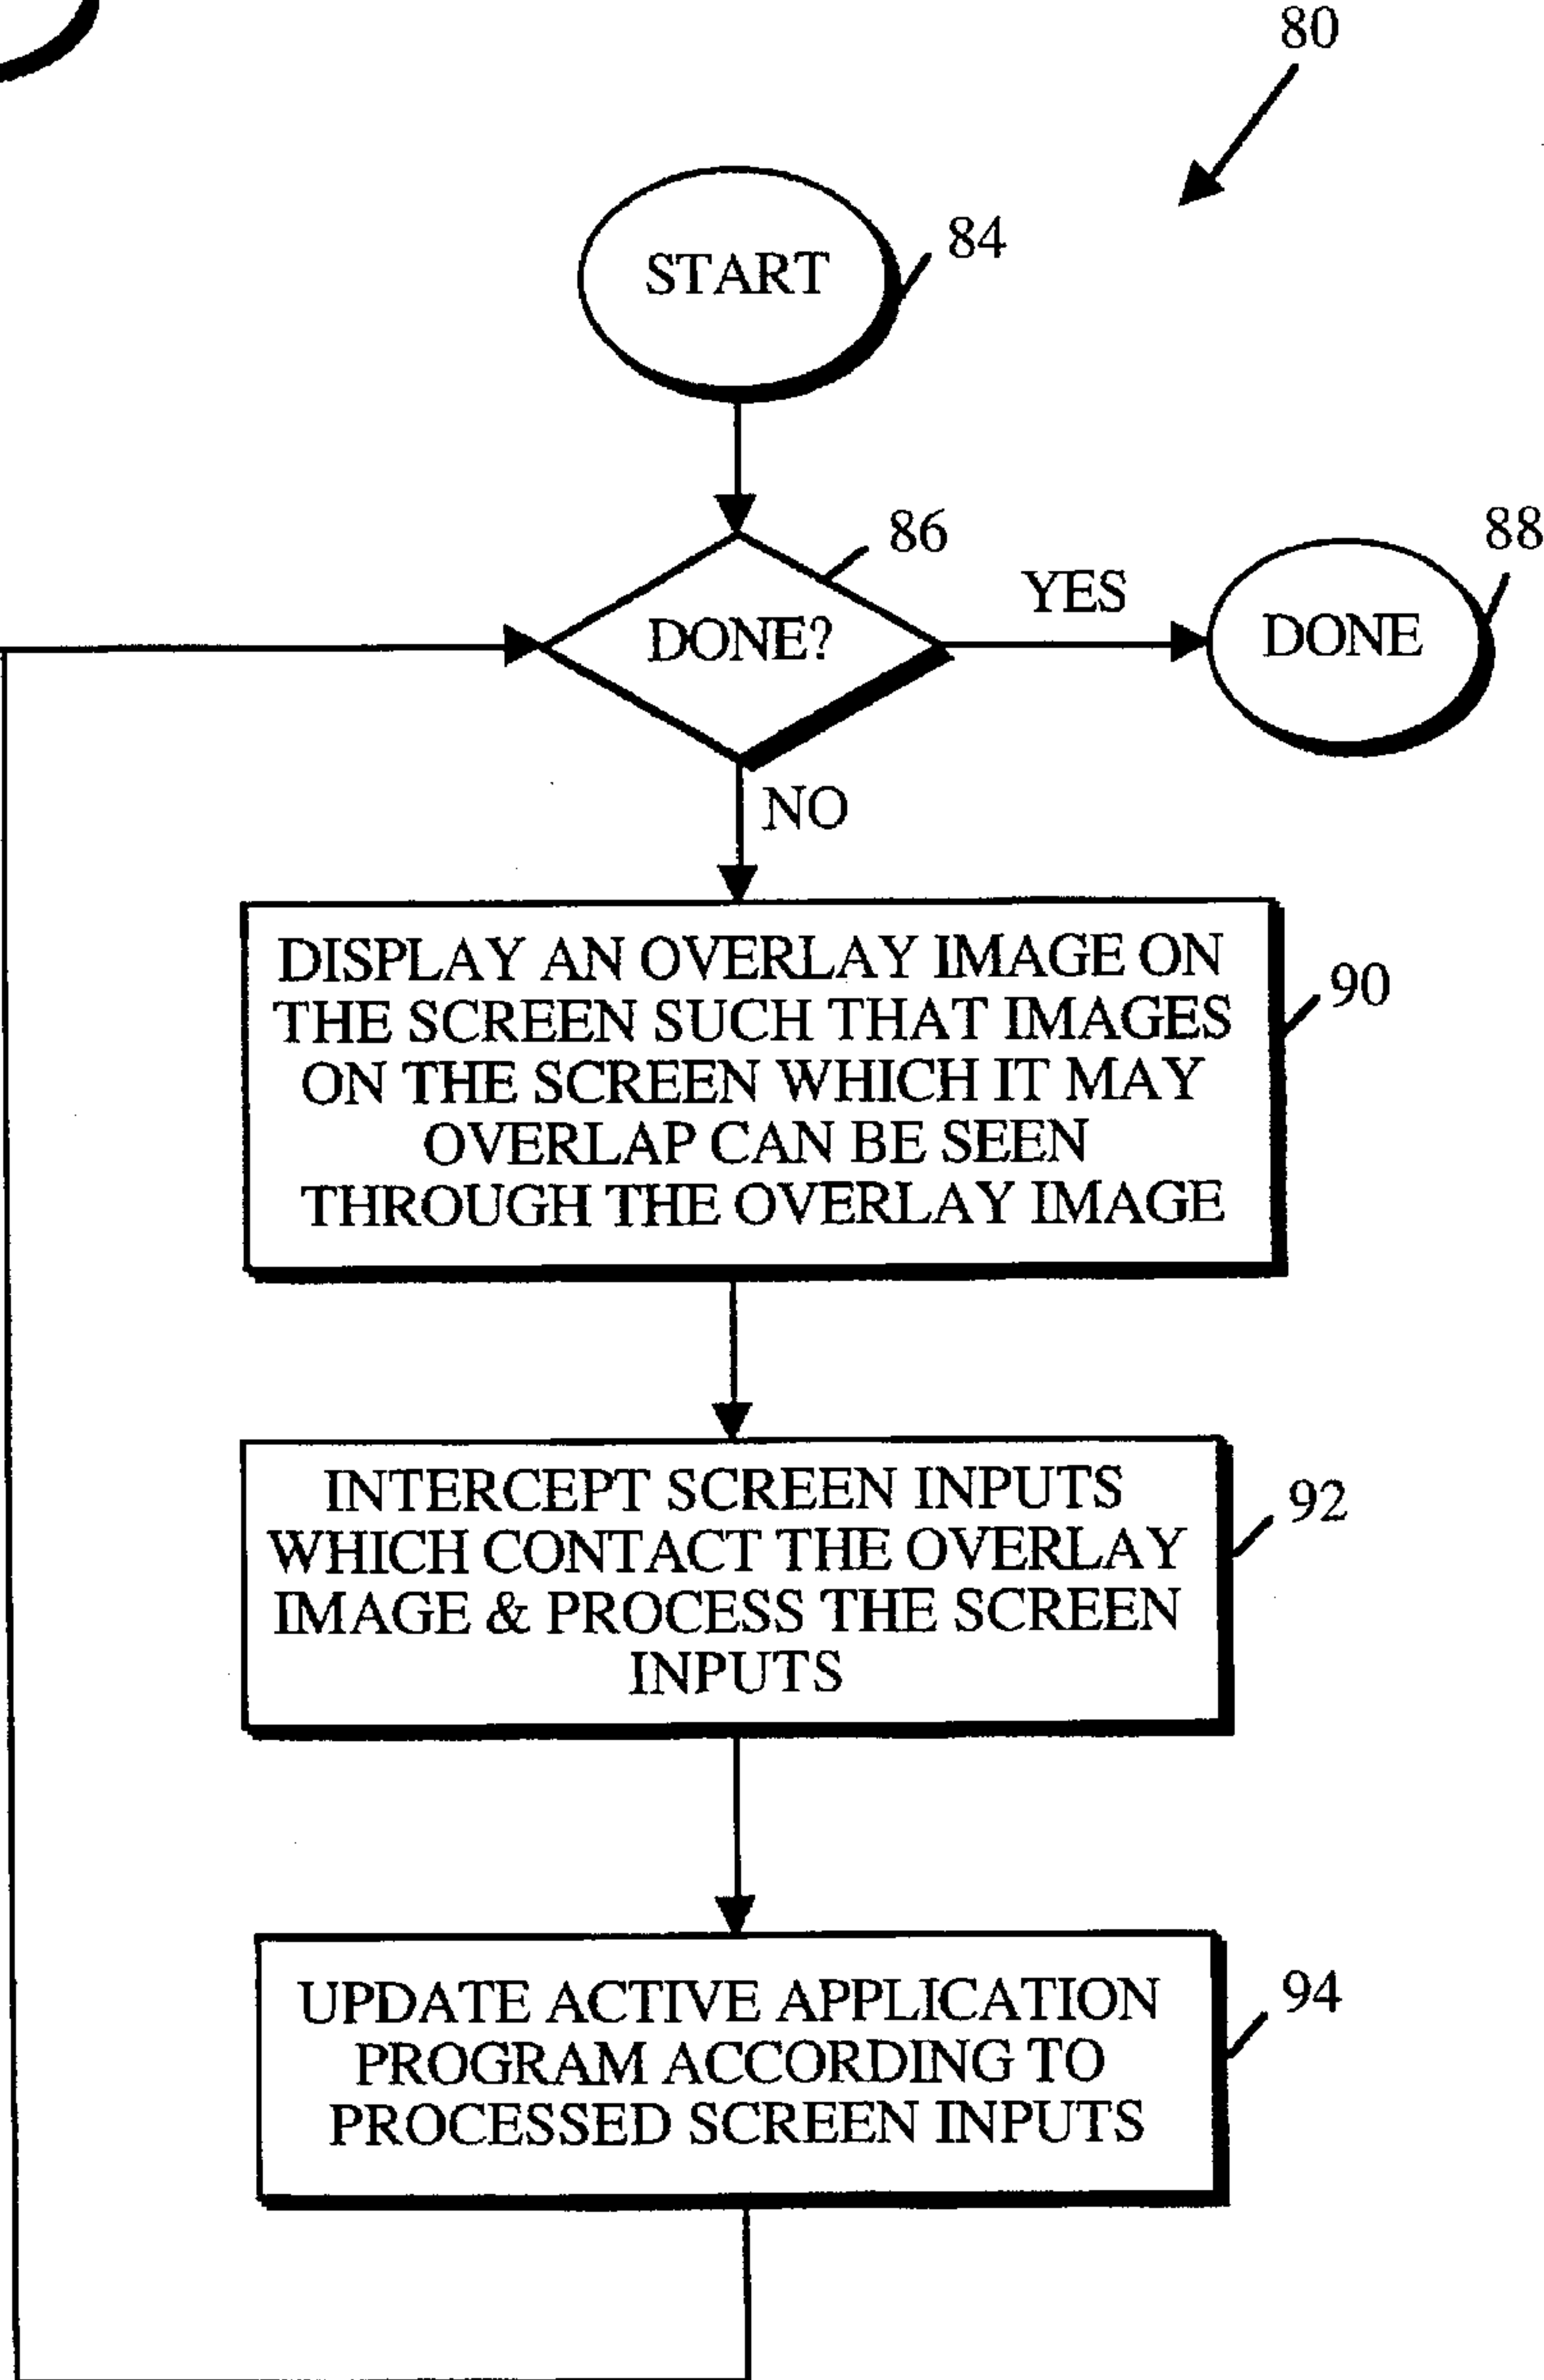 80
START
84
86
DONE?
YES
88
DONE
NO
DISPLAY AN OVERLAY IMAGE ON
THE SCREEN SUCH THAT IMAGES
ON THE SCREEN WHICH IT MAY
OVERLAP CAN BE SEEN
THROUGH THE OVERLAY IMAGE
90
INTERCEPT SCREEN INPUTS
WHICH CONTACT THE OVERLAY
IMAGE & PROCESS THE SCREEN
INPUTS
92
UPDATE ACTIVE APPLICATION
PROGRAM ACCORDING TO
PROCESSED SCREEN INPUTS
94